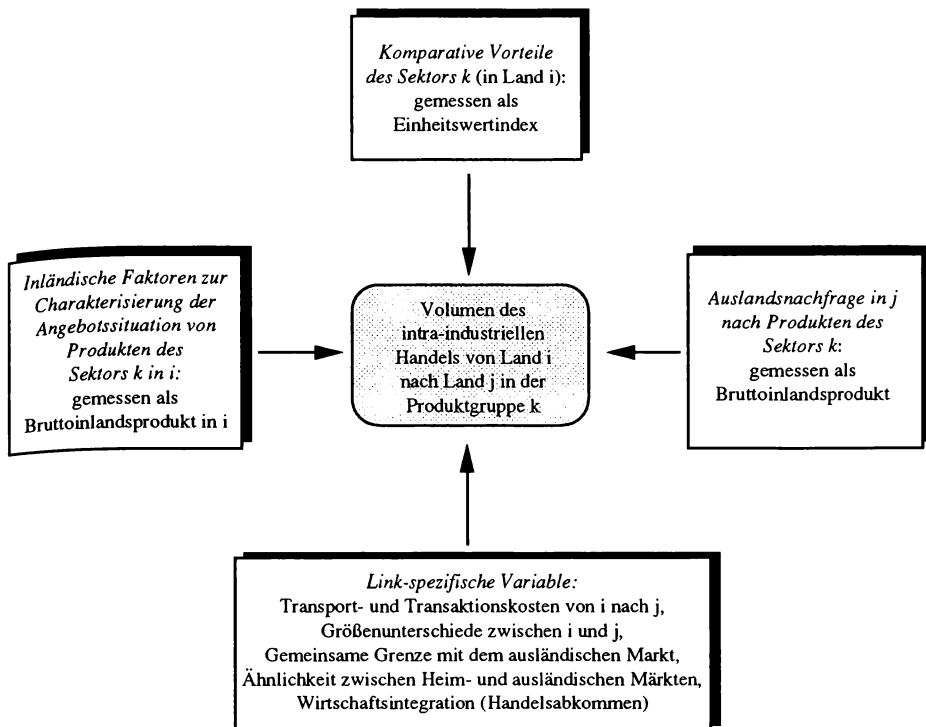 Komparative Vorteile
des Sektors k (in Land i):
gemessen als
Einheitswertindex
Inländische Faktoren zur
Charakterisierung der
Angebotssituation von
Produkten des
Sektors k in i:
gemessen als
Bruttoinlandsprodukt in i
Volumen des
intra-industriellen
Handels von Land i
nach Land j in der
Produktgruppe k
Auslandsnachfrage in j
nach Produkten des
Sektors k:
gemessen als
Bruttoinlandsprodukt
Link-spezifische Variable:
Transport- und Transaktionskosten von i nach j,
Größenunterschiede zwischen i und j,
Gemeinsame Grenze mit dem ausländischen Markt,
Ähnlichkeit zwischen Heim- und ausländischen Märkten,
Wirtschaftsintegration (Handelsabkommen)